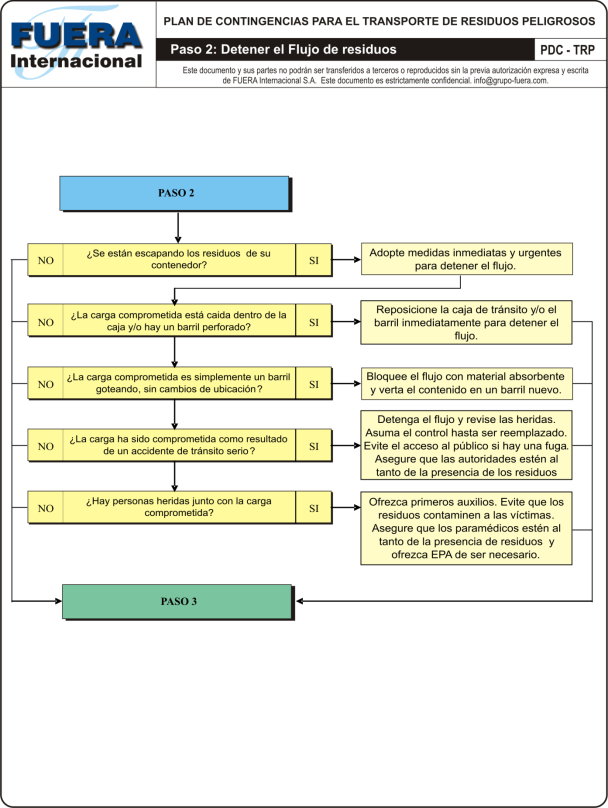 FUERA
Internacional
PLAN DE CONTINGENCIAS PARA EL TRANSPORTE DE RESIDUOS PELIGROSOS
Paso 2: Detener el Flujo de residuos
PDC - TRP
Este documento y sus partes no podrán ser transferidos a terceros o reproducidos sin la previa autorización expresa y escrita
de FUERA Internacional S.A. Este documento es estrictamente confidencial. info@grupo-fuera.com.
PASO 2
NO
¿Se están escapando los residuos de su
contenedor?
SI
Adopte medidas inmediatas y urgentes
para detener el flujo.
NO
¿La carga comprometida está caida dentro de la
caja y/o hay un barril perforado?
SI
Reposicione la caja de tránsito y/o el
barril inmediatamente para detener el
flujo.
NO
¿La carga comprometida es simplemente un barril
goteando, sin cambios de ubicación?
SI
Bloquee el flujo con material absorbente
y verta el contenido en un barril nuevo.
NO
¿La carga ha sido comprometida como resultado
de un accidente de tránsito serio?
SI
Detenga el flujo y revise las heridas.
Asuma el control hasta ser reemplazado.
Evite el acceso al público si hay una fuga.
Asegure que las autoridades estén al
tanto de la presencia de los residuos
NO
¿Hay personas heridas junto con la carga
comprometida?
SI
Ofrezca primeros auxilios. Evite que los
residuos contaminen a las víctimas.
Asegure que los paramédicos estén al
tanto de la presencia de residuos y
ofrezca EPA de ser necesario.
PASO 3